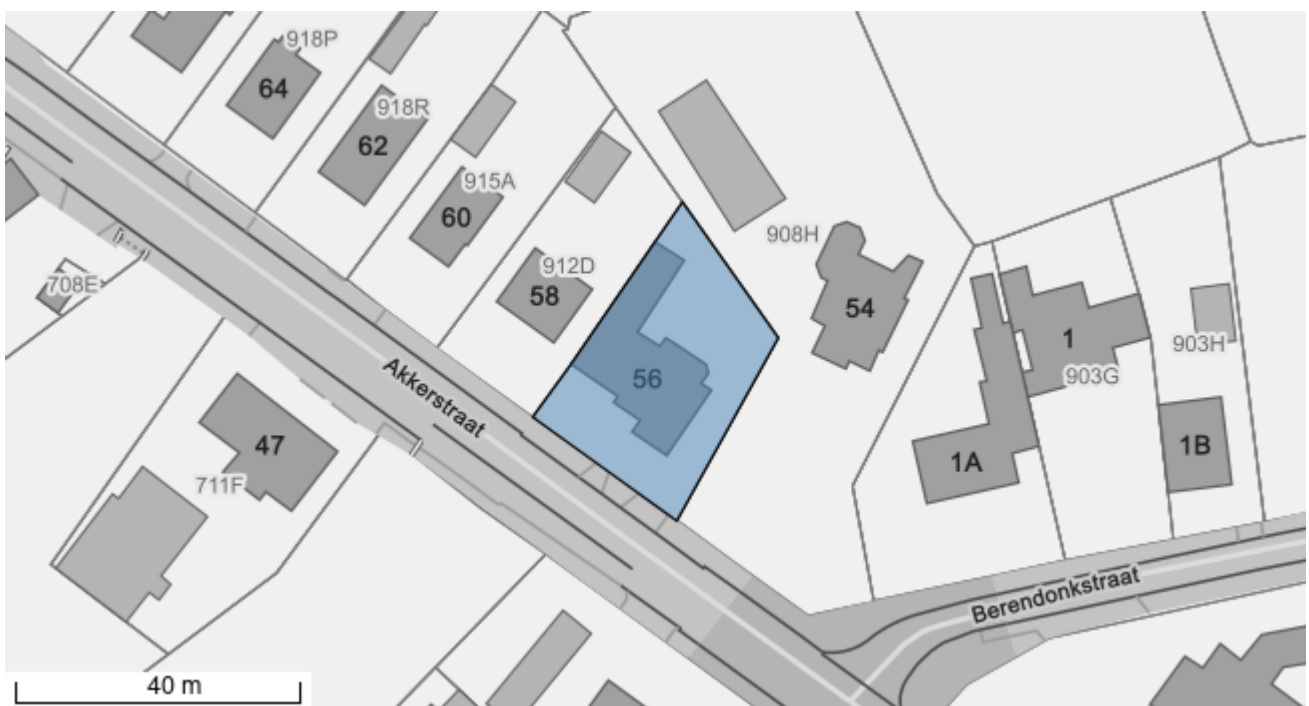 918P
64
918R
62
915A
60
912D
58
908H
54
56
708E
Akkerstraat
47
711F
1
903G
903H
1A
1B
Berendonkstraat
40 m